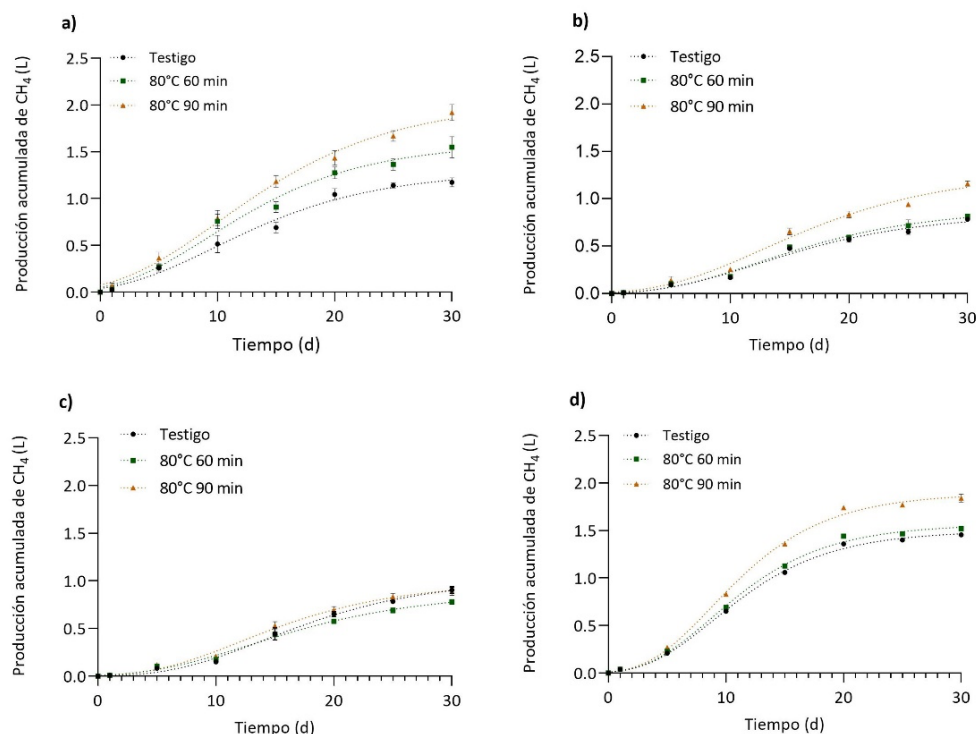 a)
Testigo
80°C 60 min
80°C 90 min
Producción acumulada de CH₄ (L)
2.5
2.0
1.5
1.0
0.5
0.0
0 10 20 30
Tiempo (d)
b)
Testigo
80°C 60 min
80°C 90 min
Producción acumulada de CH₄ (L)
2.5
2.0
1.5
1.0
0.5
0.0
0 10 20 30
Tiempo (d)
c)
Testigo
80°C 60 min
80°C 90 min
Producción acumulada de CH₄ (L)
2.5
2.0
1.5
1.0
0.5
0.0
0 10 20 30
Tiempo (d)
d)
Testigo
80°C 60 min
80°C 90 min
Producción acumulada de CH₄ (L)
2.5
2.0
1.5
1.0
0.5
0.0
0 10 20 30
Tiempo (d)